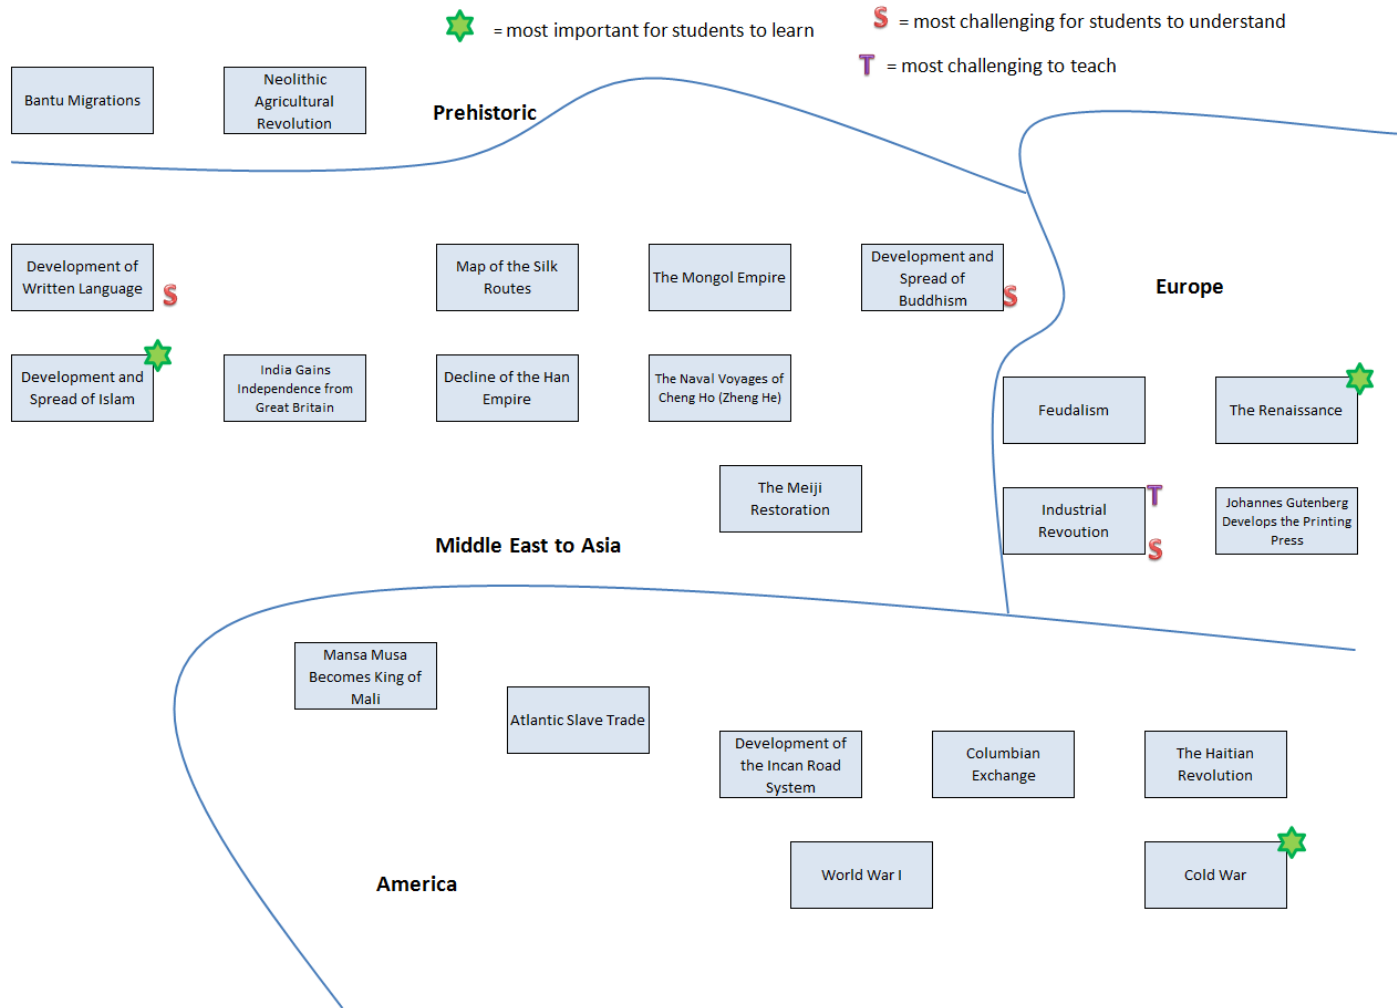 = most important for students to learn
S = most challenging for students to understand
T = most challenging to teach
Bantu Migrations
Neolithic
Agricultural
Revolution
Prehistoric
Development of
Written Language
S
Map of the Silk
Routes
The Mongol Empire
Development and
Spread of
Buddhism
S
Development and
Spread of Islam
India Gains
Independence from
Great Britain
Decline of the Han
Empire
The Naval Voyages of
Cheng Ho (Zheng He)
The Meiji
Restoration
Middle East to Asia
Europe
Feudalism
The Renaissance
Industrial
Revoution
T
S
Johannes Gutenberg
Develops the Printing
Press
Mansa Musa
Becomes King of
Mali
Atlantic Slave Trade
Development of
the Incan Road
System
Columbian
Exchange
The Haitian
Revolution
World War I
Cold War
America